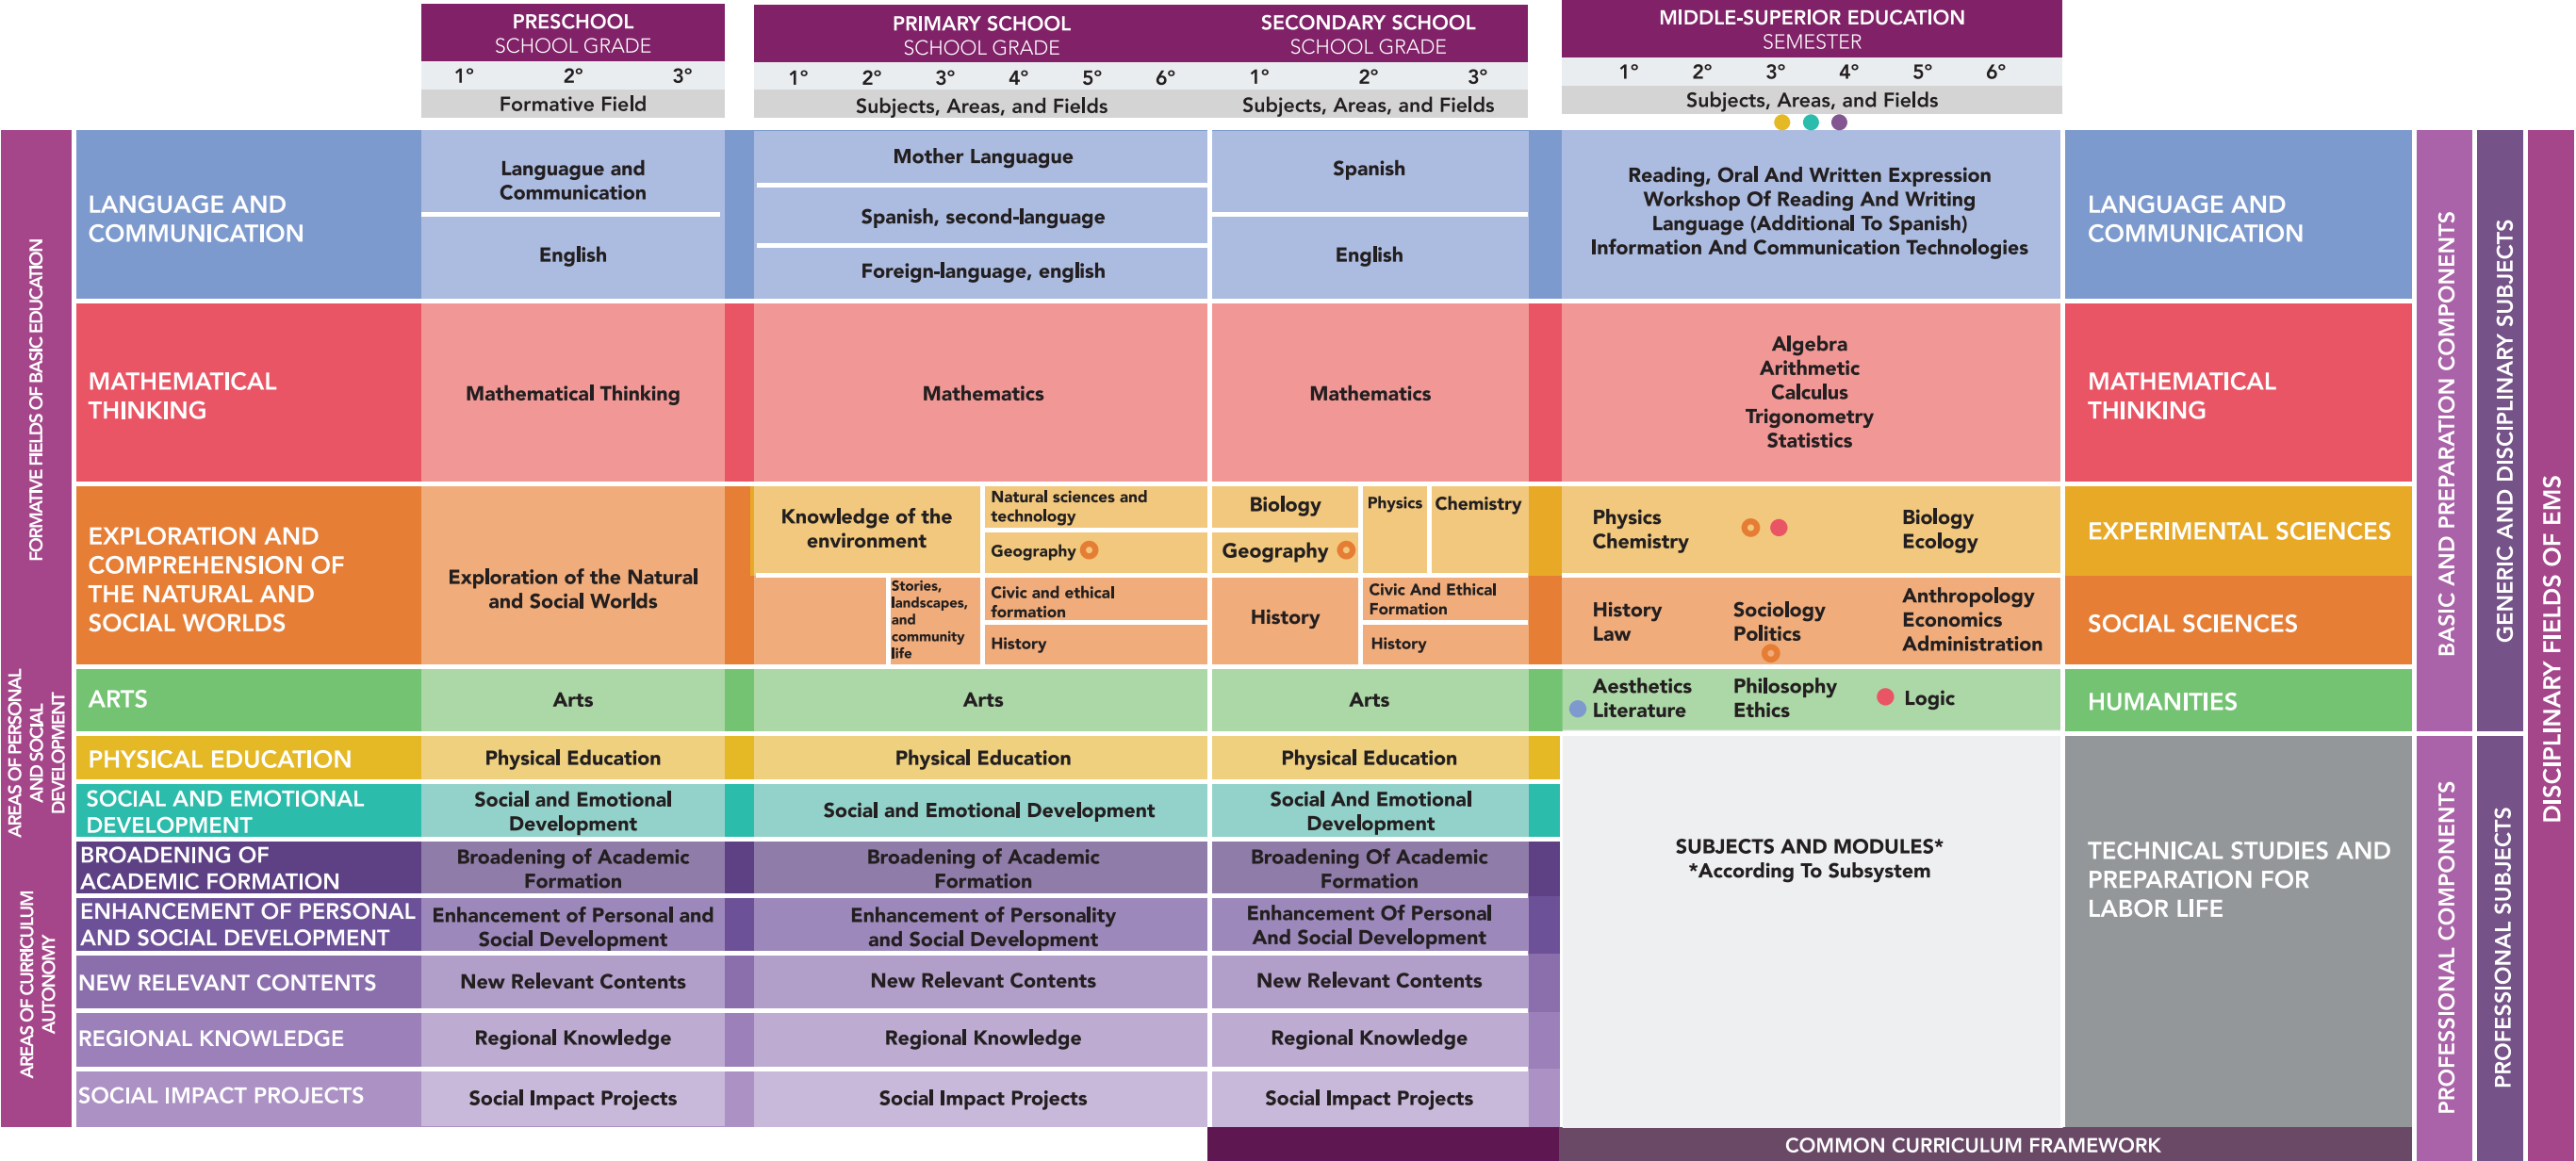 PRESCHOOL
SCHOOL GRADE
1° 2° 3°
Formative Field
PRIMARY SCHOOL
SCHOOL GRADE
1° 2° 3° 4° 5° 6°
Subjects, Areas, and Fields
SECONDARY SCHOOL
SCHOOL GRADE
1° 2° 3°
Subjects, Areas, and Fields
MIDDLE-SUPERIOR EDUCATION
SEMESTER
1° 2° 3° 4° 5° 6°
Subjects, Areas, and Fields
FORMATIVE FIELDS OF BASIC EDUCATION
LANGUAGE AND
COMMUNICATION
Languague and
Communication
English
Mother Languague
Spanish, second-language
Foreign-language, english
Spanish
English
Reading, Oral And Written Expression
Workshop Of Reading And Writing
Language (Additional To Spanish)
Information And Communication Technologies
LANGUAGE AND
COMMUNICATION
MATHEMATICAL
THINKING
Mathematical Thinking
Mathematics
Mathematics
Algebra
Arithmetic
Calculus
Trigonometry
Statistics
MATHEMATICAL
THINKING
EXPLORATION AND
COMPREHENSION OF
THE NATURAL AND
SOCIAL WORLDS
Exploration of the Natural
and Social Worlds
Knowledge of the
environment
Natural sciences and
technology
Geography
Stories,
landscapes,
and
community
life
Civic and ethical
formation
History
Biology
Geography
Physics
Chemistry
History
Civic And Ethical
Formation
History
Physics
Chemistry
Biology
Ecology
EXPERIMENTAL SCIENCES
History
Law
Sociology
Politics
Anthropology
Economics
Administration
SOCIAL SCIENCES
AREAS OF PERSONAL
AND SOCIAL
DEVELOPMENT
ARTS
Arts
Arts
Arts
Aesthetics
Literature
Philosophy
Ethics
Logic
HUMANITIES
PHYSICAL EDUCATION
Physical Education
Physical Education
Physical Education
SOCIAL AND EMOTIONAL
DEVELOPMENT
Social and Emotional
Development
Social and Emotional Development
Social And Emotional
Development
AREAS OF CURRICULUM
AUTONOMY
BROADENING OF
ACADEMIC FORMATION
Broadening of Academic
Formation
Broadening of Academic
Formation
Broadening Of Academic
Formation
ENHANCEMENT OF PERSONAL
AND SOCIAL DEVELOPMENT
Enhancement of Personal and
Social Development
Enhancement of Personality
and Social Development
Enhancement Of Personal
And Social Development
NEW RELEVANT CONTENTS
New Relevant Contents
New Relevant Contents
New Relevant Contents
REGIONAL KNOWLEDGE
Regional Knowledge
Regional Knowledge
Regional Knowledge
SOCIAL IMPACT PROJECTS
Social Impact Projects
Social Impact Projects
Social Impact Projects
SUBJECTS AND MODULES*
*According To Subsystem
TECHNICAL STUDIES AND
PREPARATION FOR
LABOR LIFE
BASIC AND PREPARATION COMPONENTS
PROFESSIONAL COMPONENTS
GENERIC AND DISCIPLINARY SUBJECTS
PROFESSIONAL SUBJECTS
DISCIPLINARY FIELDS OF EMS
COMMON CURRICULUM FRAMEWORK